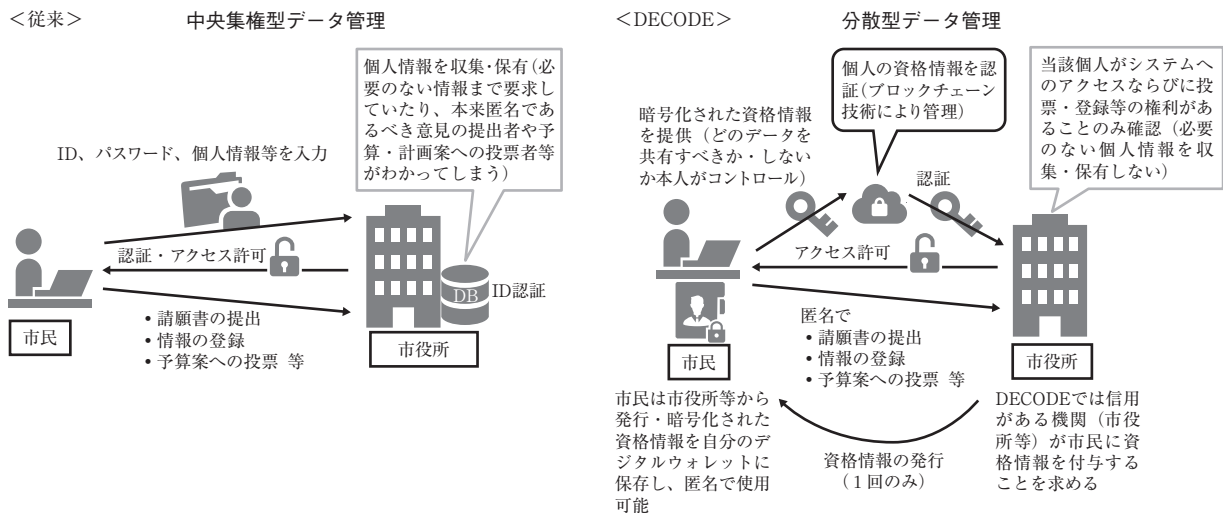 <従来>
中央集権型データ管理
個人情報を収集・保有(必
要のない情報まで要求し
ていたり、本来匿名であ
るべき意見の提出者や予
算・計画案への投票者等
がわかってしまう)
ID、パスワード、個人情報等を入力
認証・アクセス許可
DB
ID認証
市民
• 請願書の提出
• 情報の登録
• 予算案への投票 等
市役所
<DECODE>
分散型データ管理
個人の資格情報を認
証(ブロックチェーン
技術により管理)
当該個人がシステムへ
のアクセスならびに投
票・登録等の権利があ
ることのみ確認(必要
のない個人情報を収
集・保有しない)
暗号化された資格情報
を提供(どのデータを
共有すべきか・しない
か本人がコントロール)
認証
アクセス許可
匿名で
• 請願書の提出
• 情報の登録
• 予算案への投票 等
市民
市役所
市民は市役所等から
発行・暗号化された
資格情報を自分のデ
ジタルウォレットに
保存し、匿名で使用
可能
資格情報の発行
(1回のみ)
DECODEでは信用
がある機関(市役
所等)が市民に資
格情報を付与する
ことを求める